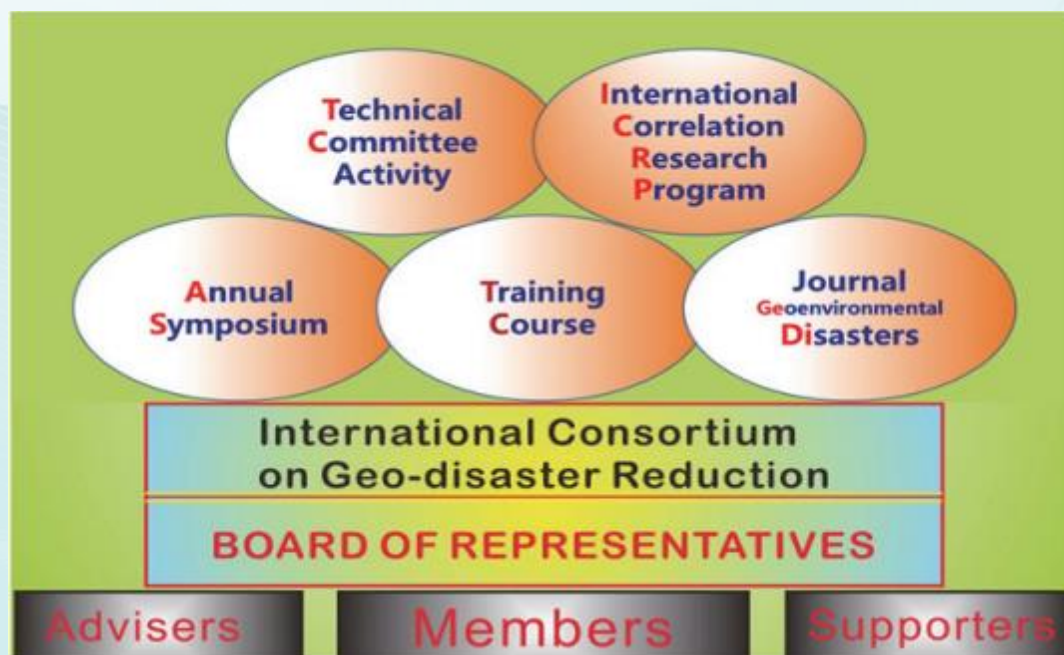 Technical
Committee
Activity
International
Correlation
Research
Program
Annual
Symposium
Training
Course
Journal
Geoenvironmental
Disasters
International Consortium
on Geo-disaster Reduction
BOARD OF REPRESENTATIVES
Advisers
Members
Supporters